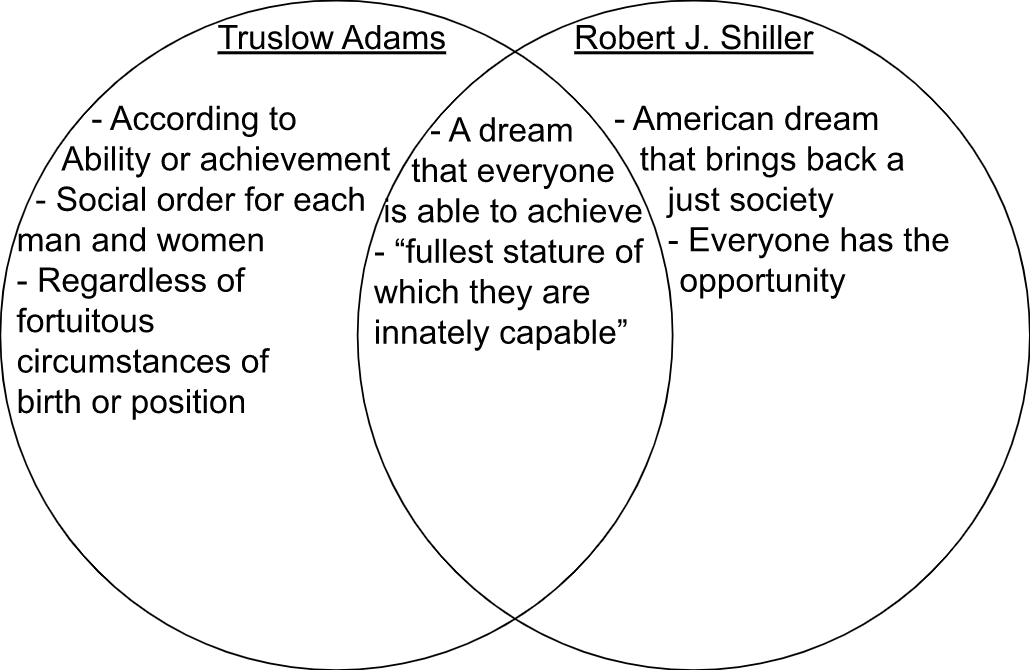 Truslow Adams
- According to
Ability or achievement
- Social order for each
man and women
- Regardless of
fortuitous
circumstances of
birth or position
- A dream
that everyone
is able to achieve
- “fullest stature of
which they are
innately capable”
Robert J. Shiller
- American dream
that brings back a
just society
- Everyone has the
opportunity